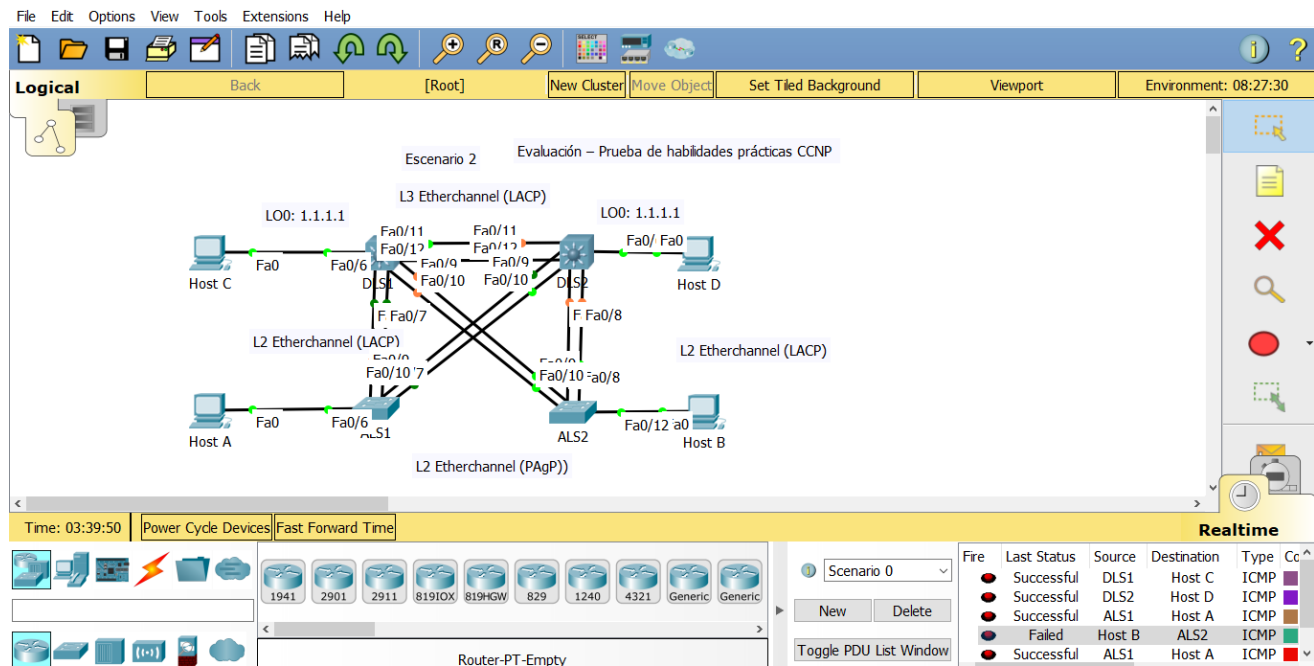 File Edit Options View Tools Extensions Help
Logical Back [Root] New Cluster Move Object Set Tiled Background Viewport Environment: 08:27:30
Evaluación – Prueba de habilidades prácticas CCNP
Escenario 2
L3 Etherchannel (LACP)
LO0: 1.1.1.1 LO0: 1.1.1.1
Fa0/11 Fa0/11
Fa0/12 Fa0/12 Fa0/ Fa0
Fa0 Fa0/6 Fa0/9 Fa0/9
Host C DLS1 Fa0/10 Fa0/10 DLS2 Host D
F Fa0/7 F Fa0/8
L2 Etherchannel (LACP) L2 Etherchannel (LACP)
Fa0/10 Fa0/10
Fa0 Fa0/6 Fa0/12
Host A ALS1 ALS2 Host B
L2 Etherchannel (PAgP))
Time: 03:39:50 Power Cycle Devices Fast Forward Time Realtime
1941 2901 2911 819IOX 819HGW 829 1240 4321 Generic Generic
Router-PT-Empty
Scenario 0
New Delete
Toggle PDU List Window
Fire Last Status Source Destination Type
Successful DLS1 Host C ICMP
Successful DLS2 Host D ICMP
Successful ALS1 Host A ICMP
Failed Host B ALS2 ICMP
Successful ALS1 Host A ICMP